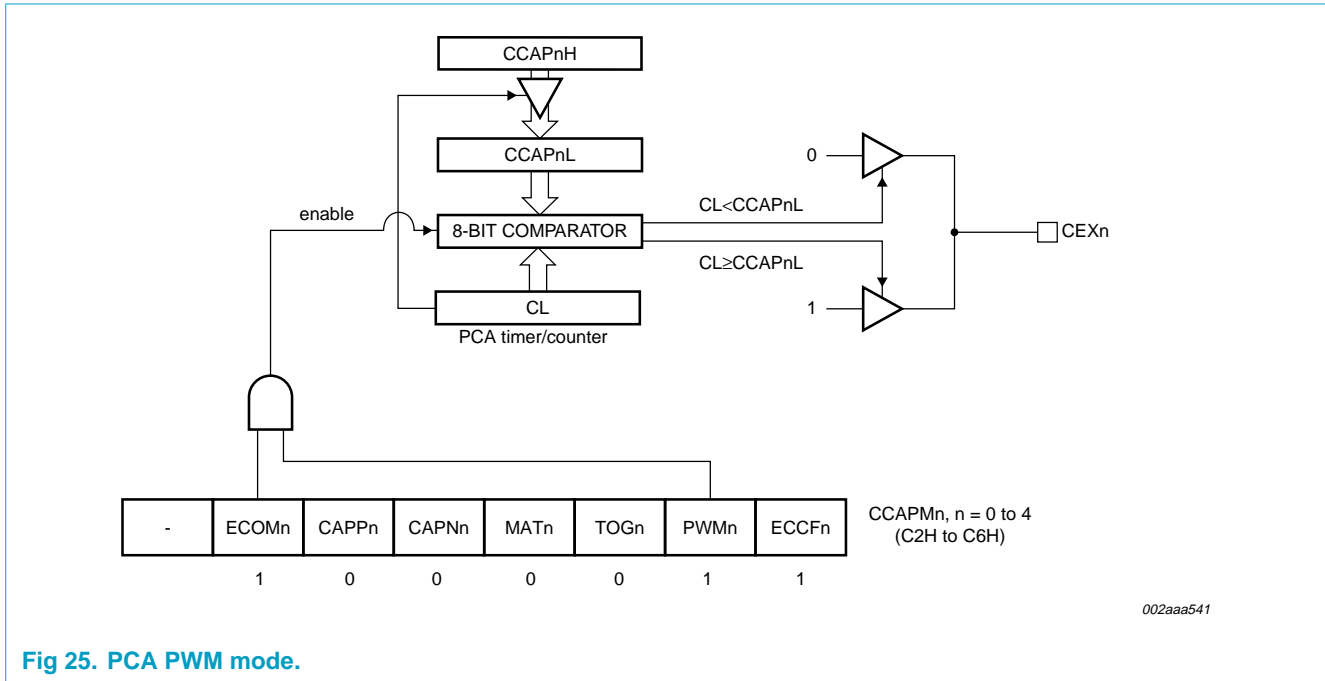 CCAPnH
CCAPnL
0
CL<CCAPnL
enable
8-BIT COMPARATOR
CEXn
CL≥CCAPnL
CL
1
PCA timer/counter
- ECOMn CAPPn CAPNn MATn TOGn PWMn ECCFn
CCAPMn, n = 0 to 4
(C2H to C6H)
1 0 0 0 0 1 1
002aaa541
Fig 25. PCA PWM mode.